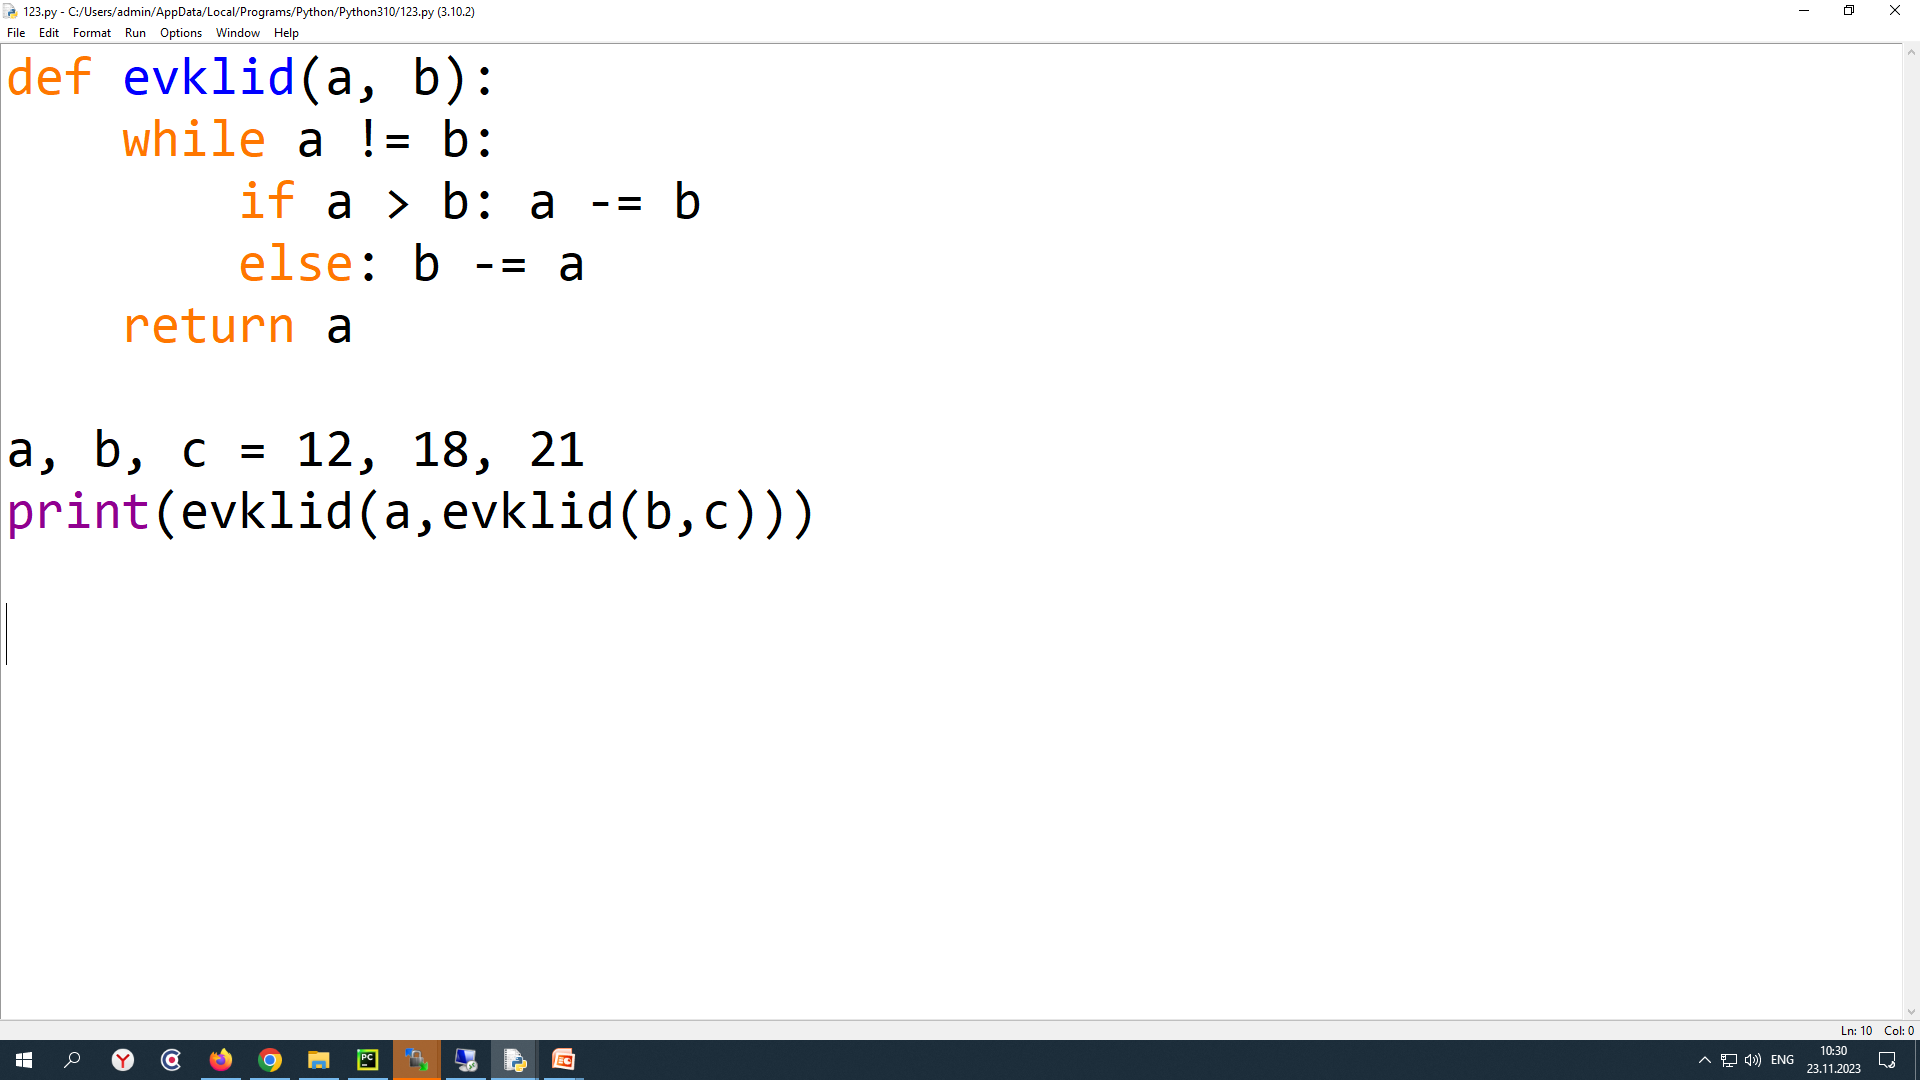 123.py - C:/Users/admin/AppData/Local/Programs/Python/Python310/123.py (3.10.2)
File Edit Format Run Options Window Help
def evklid(a, b):
    while a != b:
        if a > b: a -= b
        else: b -= a
    return a

a, b, c = 12, 18, 21
print(evklid(a,evklid(b,c)))
Ln: 10 Col: 0
PC
ENG
10:30
23.11.2023